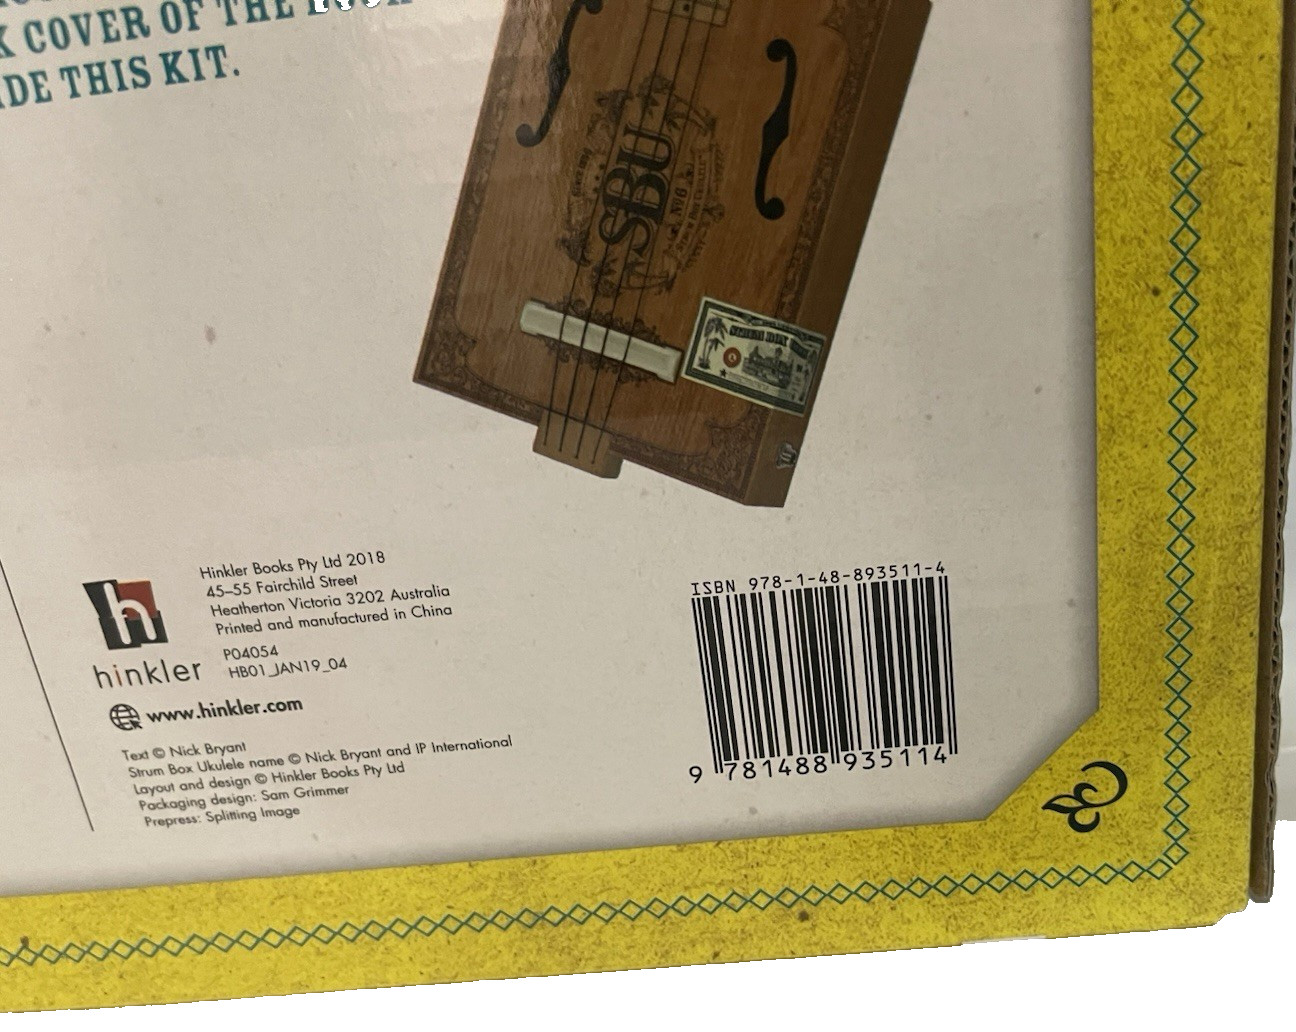 K COVER OF THE
IDE THIS KIT.
SBU
No 6
hinkler
Hinkler Books Pty Ltd 2018
45–55 Fairchild Street
Heatherton Victoria 3202 Australia
Printed and manufactured in China
P04054
HB01_JAN19_04
www.hinkler.com
Text © Nick Bryant
Strum Box Ukulele name © Nick Bryant and IP International
Layout and design © Hinkler Books Pty Ltd
Packaging design: Sam Grimmer
Prepress: Splitting Image
ISBN 978-1-48-893511-4
9 781488 935114